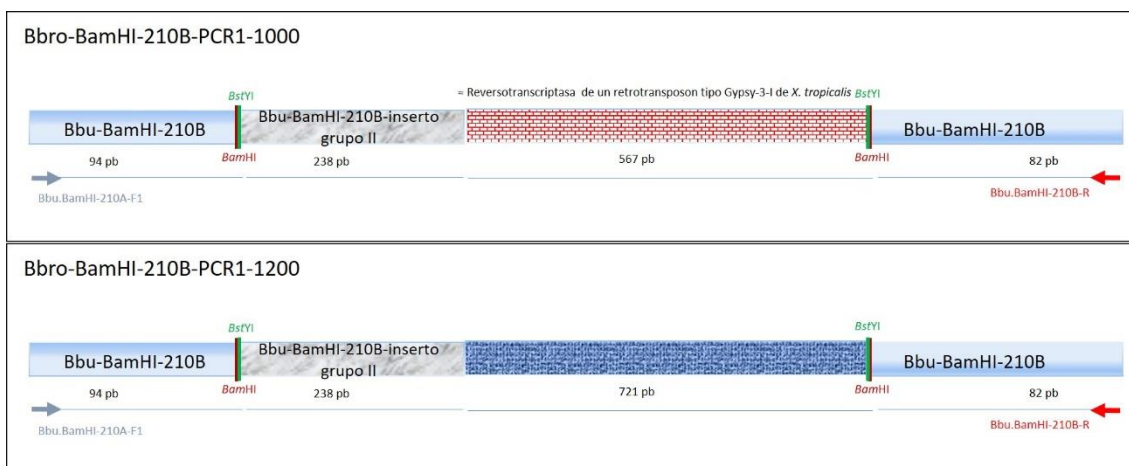 Bbro-BamHI-210B-PCR1-1000
= Reversotranscriptasa de un retrotransposon tipo Gypsy-3-I de X. tropicalis
BstYI
BstYI
Bbu-BamHI-210B
Bbu-BamHI-210B-inserto
grupo II
Bbu-BamHI-210B
94 pb
BamHI
238 pb
567 pb
BamHI
82 pb
Bbu.BamHI-210A-F1
Bbu.BamHI-210B-R
Bbro-BamHI-210B-PCR1-1200
BstYI
BstYI
Bbu-BamHI-210B
Bbu-BamHI-210B-inserto
grupo II
Bbu-BamHI-210B
94 pb
BamHI
238 pb
721 pb
BamHI
82 pb
Bbu.BamHI-210A-F1
Bbu.BamHI-210B-R